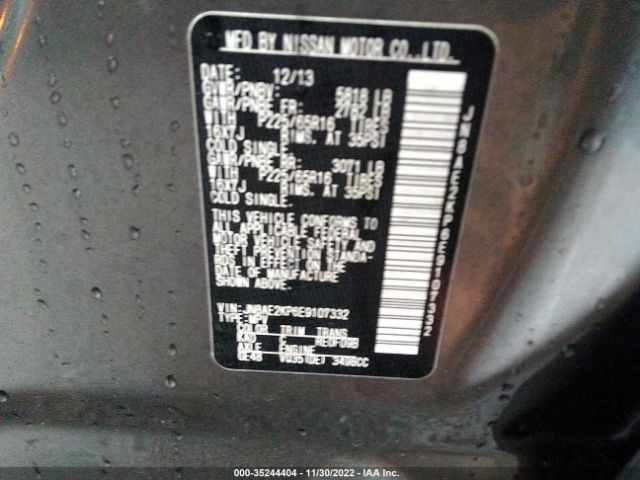 MFD BY NISSAN MOTOR CO.,LTD.
DATE: 12/13
GVWR/PNBV: 5818 LB
GAWR/PNBE FR: LB
WITH P225/65R16 TIRES
16X7J RIMS, AT 35PSI
COLD SINGLE
GAWR/PNBE RR: 3071 LB
WITH P225/65R16 TIRES
16X7J RIMS, AT 35PSI
COLD SINGLE
THIS VEHICLE CONFORMS TO
ALL APPLICABLE FEDERAL
MOTOR VEHICLE SAFETY AND
THEFT PREVENTION STANDA-
RDS IN EFFECT ON THE
DATE OF MANUFACTURE
SHOWN ABOVE.
VIN: JN8AE2KP6E9107332
TYPE: MPV
COLOR TRIM TRANS
KAD C RE0F09B
AXLE ENGINE
GE48 VQ35(DE) 3498CC
JN8AE2KP6E9107332
000-35244404 - 11/30/2022 - IAA Inc.